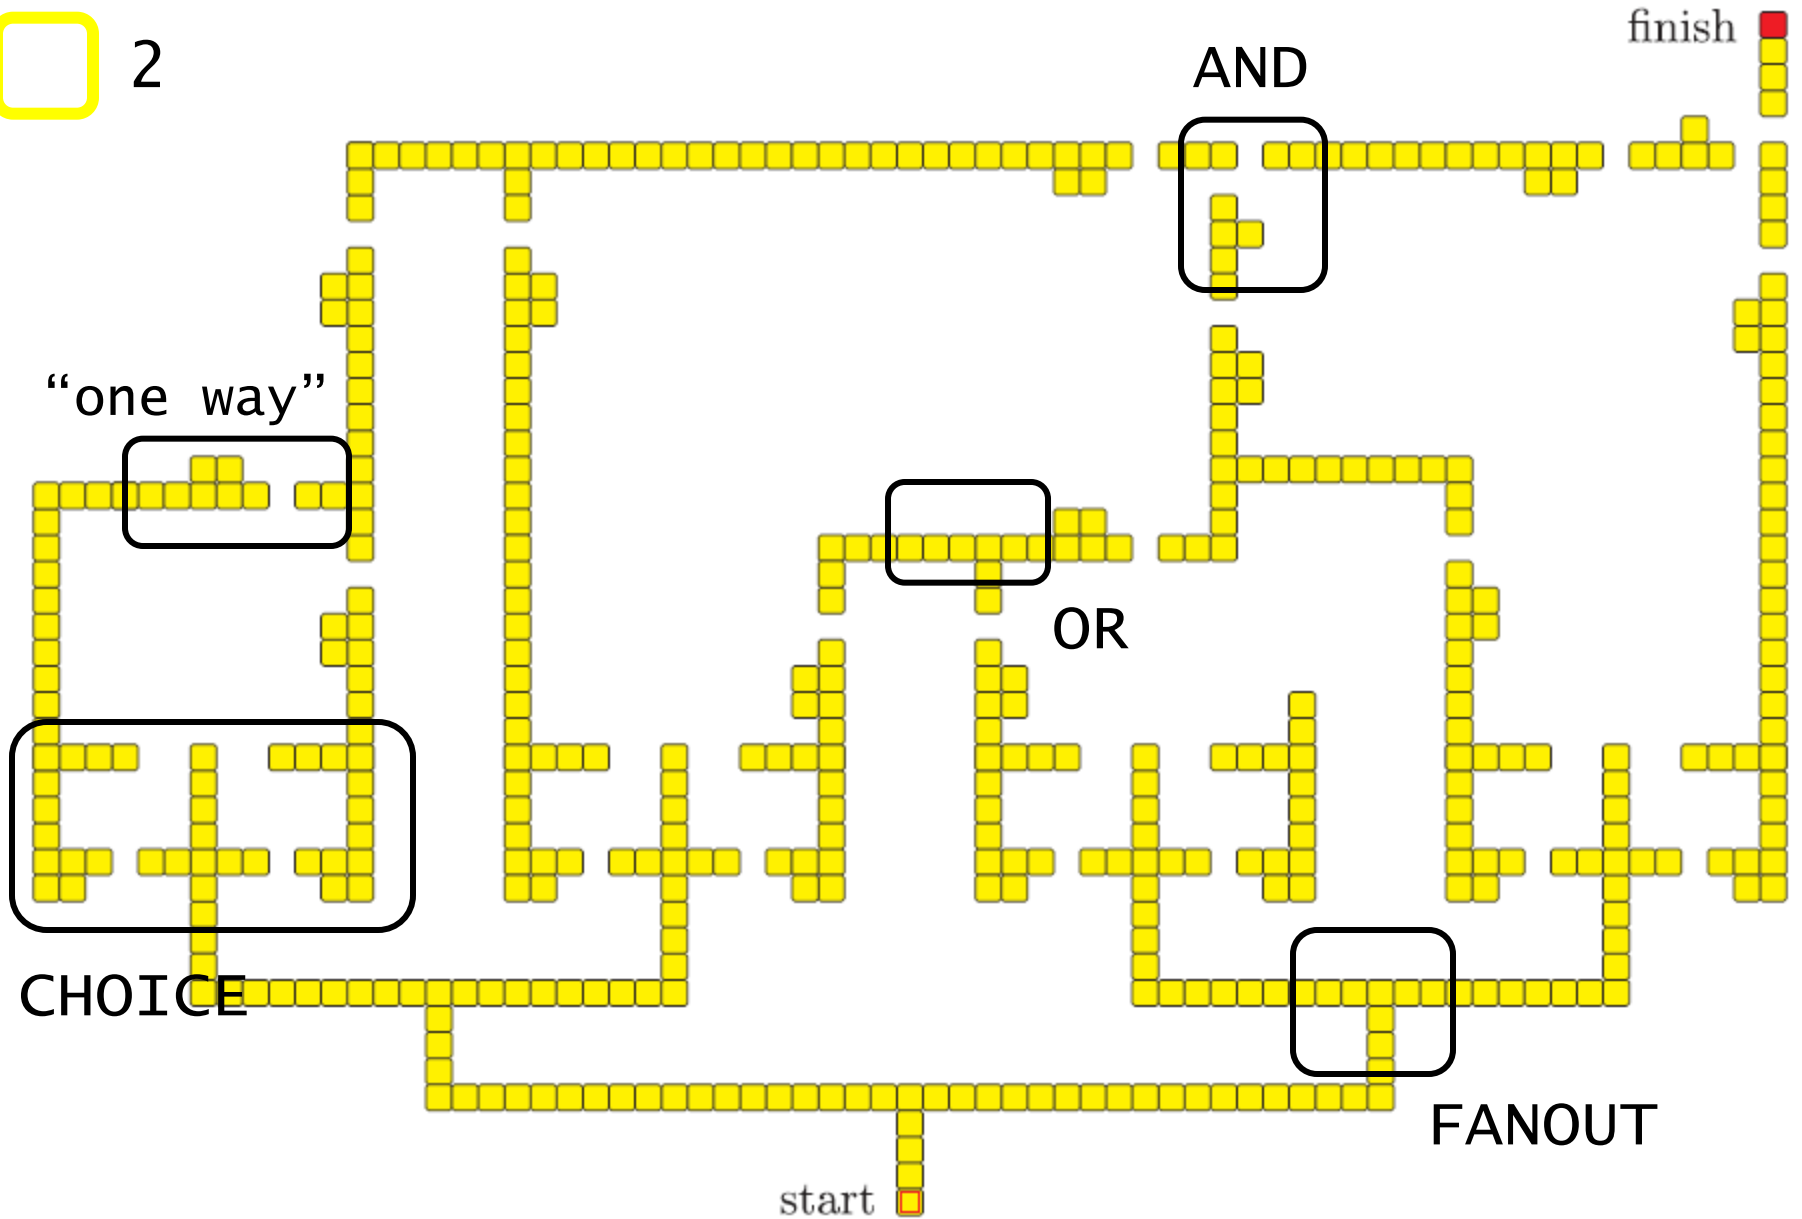 finish
2
AND
“one way”
OR
CHOICE
FANOUT
start